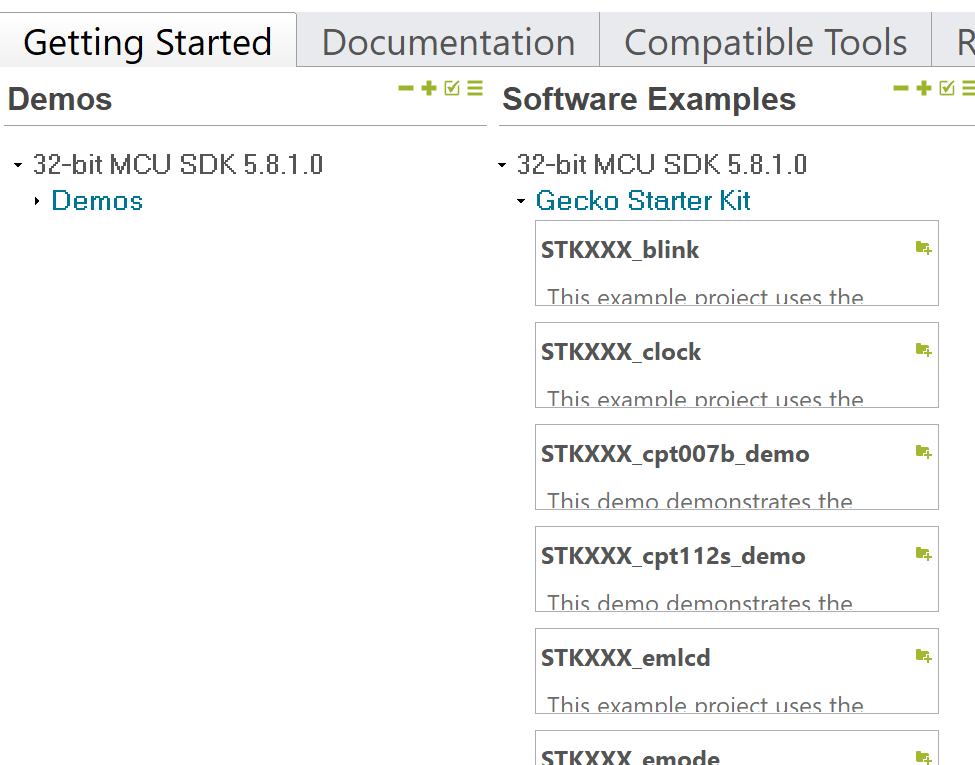 Getting Started
Documentation
Compatible Tools
R
Demos
Software Examples
32-bit MCU SDK 5.8.1.0
Demos
32-bit MCU SDK 5.8.1.0
Gecko Starter Kit
STKXXX_blink
This example project uses the
STKXXX_clock
This example project uses the
STKXXX_cpt007b_demo
This demo demonstrates the
STKXXX_cpt112s_demo
This demo demonstrates the
STKXXX_emlcd
This example project uses the
STKXXX_emode